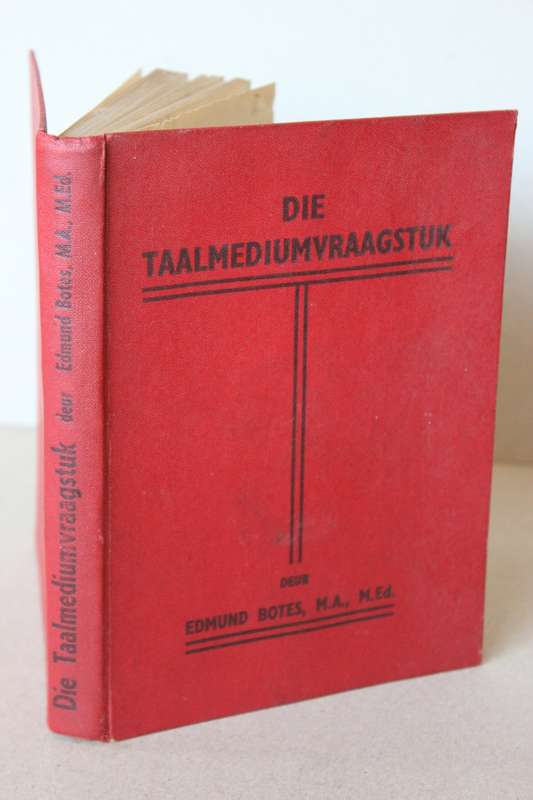 DIE
TAALMEDIUMVRAAGSTUK
DEUR
EDMUND BOTES, M.A., M.Ed.
Die Taalmediumvraagstuk deur Edmund Botes, M.A., M.Ed.